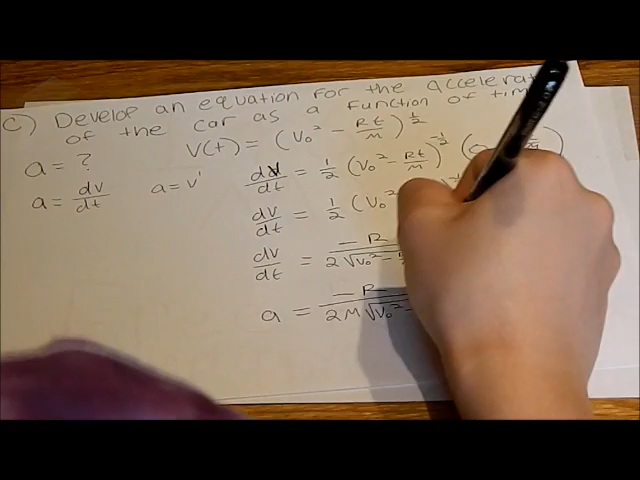 C) Develop an equation for the accelerat
of the car as a function of tim
a = ?
V(t) = (V₀² - Rt/M)^½
a = dv/dt
a = v'
dv/dt = ½ (V₀² - Rt/M)^-½ (
dv/dt = ½ (V₀²
dv/dt = -R / 2√V₀² -
a = -R / 2M√V₀² -